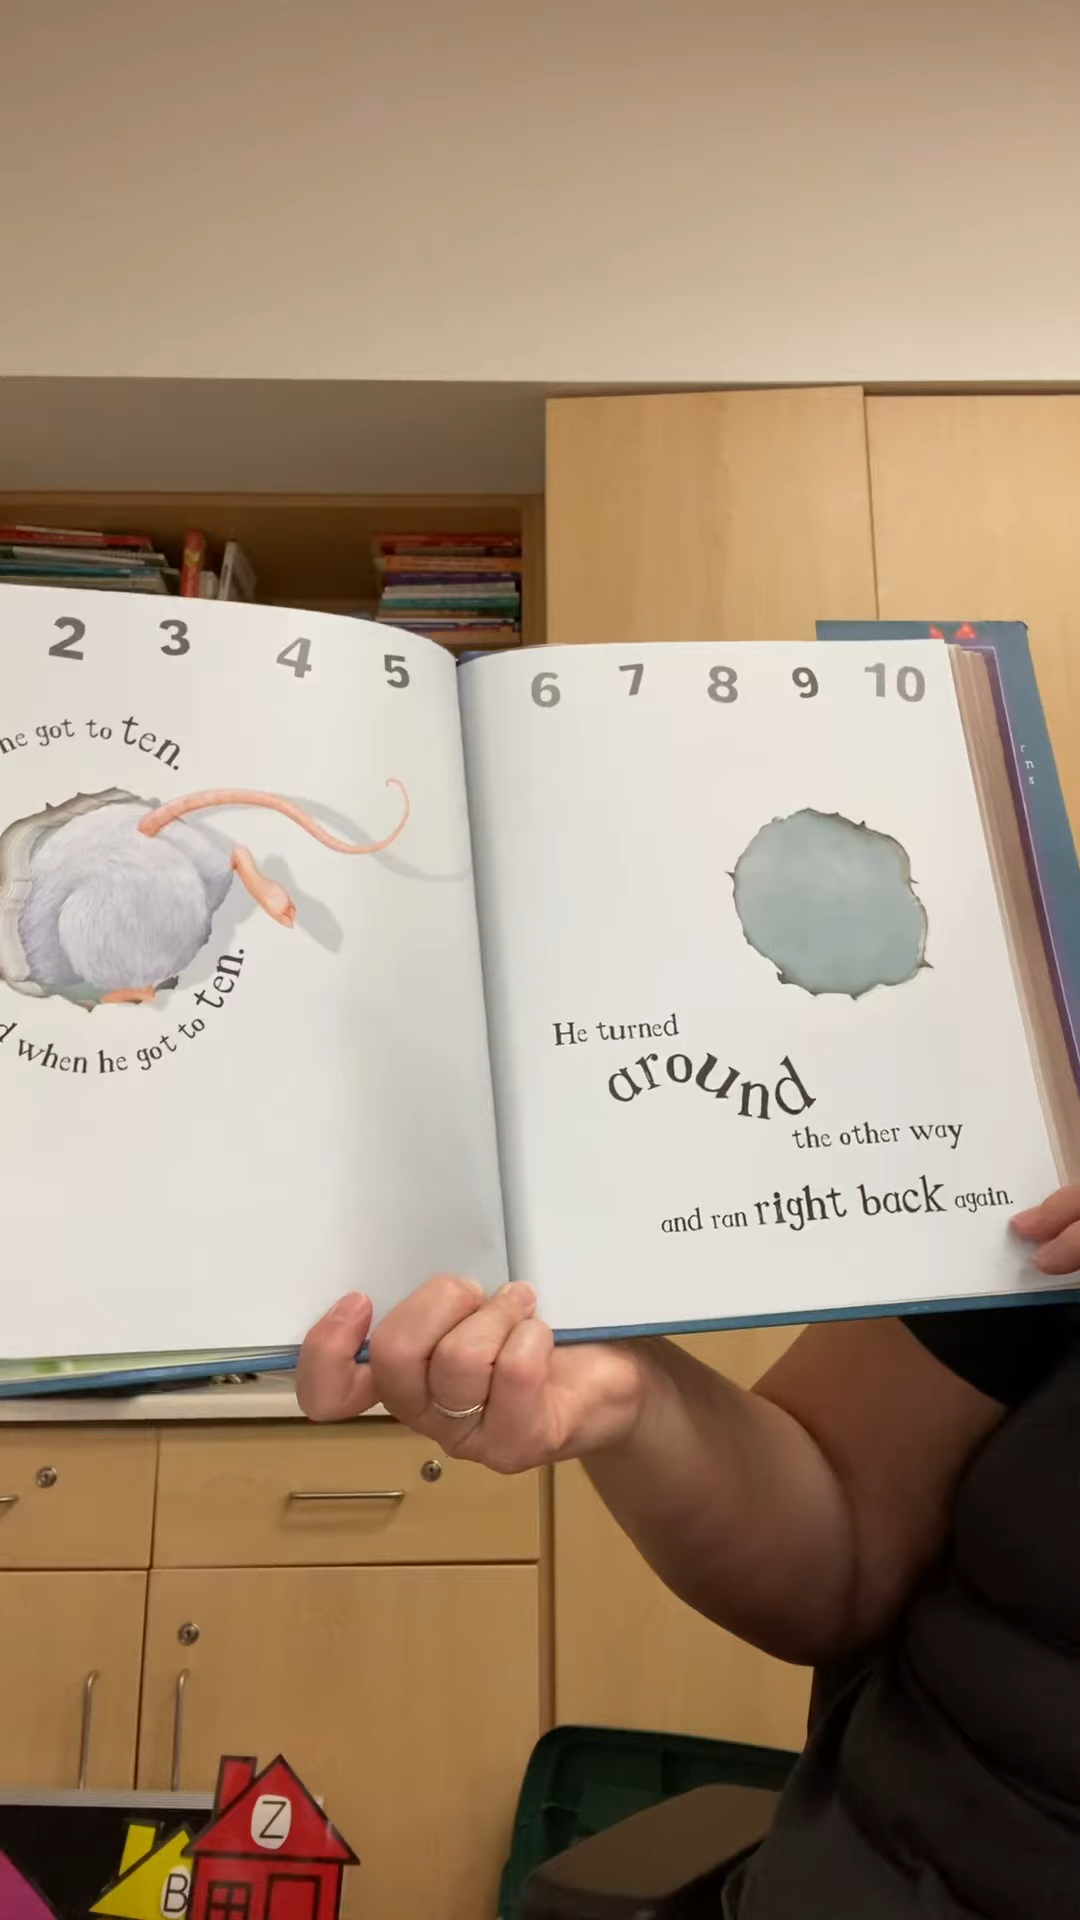 2 3 4 5
he got to ten.
when he got to ten.
6 7 8 9 10
He turned
around
the other way
and ran right back again.
r
n
s
Z
B